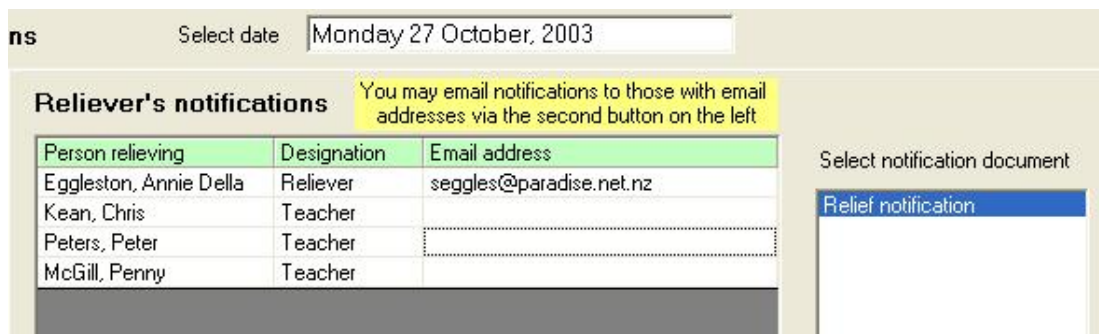 ns
Select date Monday 27 October, 2003
Reliever's notifications
You may email notifications to those with email
addresses via the second button on the left
Person relieving Designation Email address
Eggleston, Annie Della Reliever seggles@paradise.net.nz
Kean, Chris Teacher
Peters, Peter Teacher
McGill, Penny Teacher
Select notification document
Relief notification